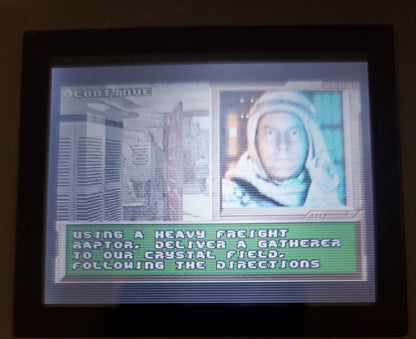 CONTINUE
USING A HEAVY FREIGHT
RAPTOR, DELIVER A GATHERER
TO OUR CRYSTAL FIELD,
FOLLOWING THE DIRECTIONS